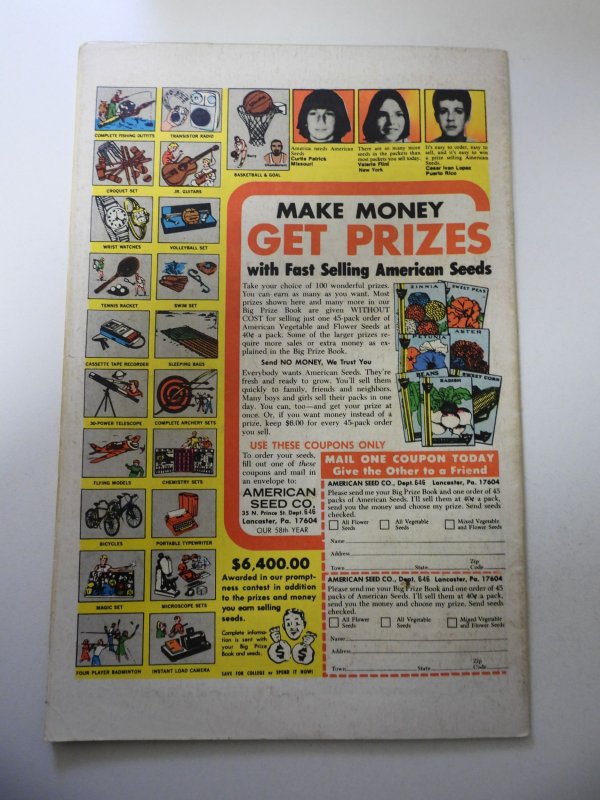 COMPLETE FISHING OUTFITS
TRANSISTOR RADIO
BASKETBALL & GOAL
CROQUET SET
JR. GUITARS
WRIST WATCHES
VOLLEYBALL SET
TENNIS RACKET
SWIM SET
CASSETTE TAPE RECORDER
SLEEPING BAGS
30-POWER TELESCOPE
COMPLETE ARCHERY SETS
FLYING MODELS
CHEMISTRY SETS
BICYCLES
PORTABLE TYPEWRITER
MAGIC SET
MICROSCOPE SETS
FOUR PLAYER BADMINTON
INSTANT LOAD CAMERA
America needs American
Seeds
Curtis Patrick
Missouri
There are so many more
seeds in the packets than
most packets you sell today.
Valerie Flint
New York
It's easy to order, easy to
sell, and it's easy to win
a prize selling American
Seeds.
Cesar Ivan Lopez
Puerto Rico
MAKE MONEY
GET PRIZES
with Fast Selling American Seeds
Take your choice of 100 wonderful prizes.
You can earn as many as you want. Most
prizes shown here and many more in our
Big Prize Book are given WITHOUT
COST for selling just one 45-pack order of
American Vegetable and Flower Seeds at
40¢ a pack. Some of the larger prizes re-
quire more sales or extra money as ex-
plained in the Big Prize Book.
Send NO MONEY, We Trust You
Everybody wants American Seeds. They're
fresh and ready to grow. You'll sell them
quickly to family, friends and neighbors.
Many boys and girls sell their packs in one
day. You can, too—and get your prize at
once. Or, if you want money instead of a
prize, keep $6.00 for every 45-pack order
you sell.
ZINNIA
SWEET PEAS
PETUNIA
ASTER
BEANS
RADISH
SWEET CORN
USE THESE COUPONS ONLY
To order your seeds,
fill out one of these
coupons and mail in
an envelope to:
AMERICAN
SEED CO.
35 N. Prince St. Dept. 646
Lancaster, Pa. 17604
OUR 58th YEAR
$6,400.00
Awarded in our prompt-
ness contest in addition
to the prizes and money
you earn selling
seeds.
Complete informa-
tion is sent with
your Big Prize
Book and seeds.
$ $
SAVE FOR COLLEGE or SPEND IT NOW!
MAIL ONE COUPON TODAY
Give the Other to a Friend
AMERICAN SEED CO., Dept. 646 Lancaster, Pa. 17604
Please send me your Big Prize Book and one order of 45
packs of American Seeds. I'll sell them at 40¢ a pack,
send you the money and choose my prize. Send seeds
checked.
All Flower
Seeds
All Vegetable
Seeds
Mixed Vegetable
and Flower Seeds
Name
Address
Town State Zip Code
AMERICAN SEED CO., Dept. 646 Lancaster, Pa. 17604
Please send me your Big Prize Book and one order of 45
packs of American Seeds. I'll sell them at 40¢ a pack,
send you the money and choose my prize. Send seeds
checked.
All Flower
Seeds
All Vegetable
Seeds
Mixed Vegetable
and Flower Seeds
Name
Address
Town State Zip Code